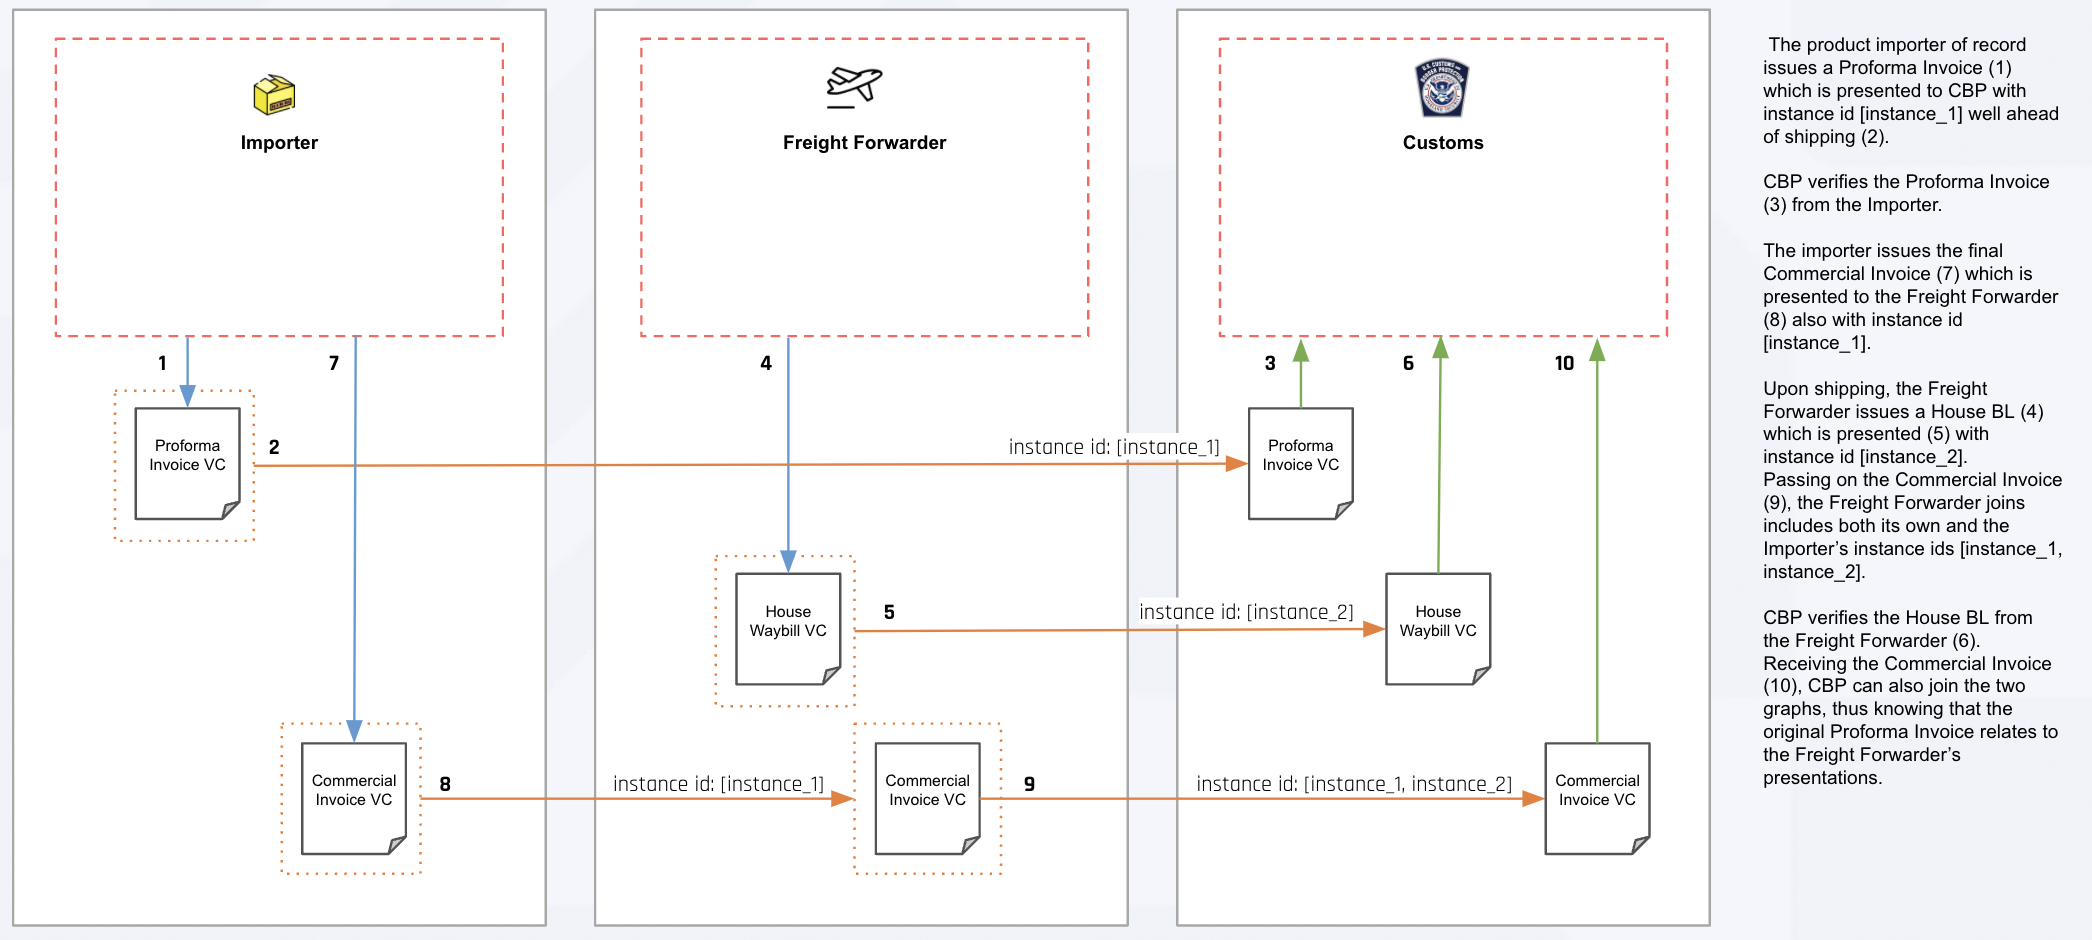 Importer
Freight Forwarder
U.S. CUSTOMS AND
BORDER PROTECTION
Customs
1
7
4
3
6
10
Proforma
Invoice VC
2
instance id: [instance_1]
Proforma
Invoice VC
House
Waybill VC
5
instance id: [instance_2]
House
Waybill VC
Commercial
Invoice VC
8
instance id: [instance_1]
Commercial
Invoice VC
9
instance id: [instance_1, instance_2]
Commercial
Invoice VC
The product importer of record
issues a Proforma Invoice (1)
which is presented to CBP with
instance id [instance_1] well ahead
of shipping (2).
CBP verifies the Proforma Invoice
(3) from the Importer.
The importer issues the final
Commercial Invoice (7) which is
presented to the Freight Forwarder
(8) also with instance id
[instance_1].
Upon shipping, the Freight
Forwarder issues a House BL (4)
which is presented (5) with
instance id [instance_2].
Passing on the Commercial Invoice
(9), the Freight Forwarder joins
includes both its own and the
Importer’s instance ids [instance_1,
instance_2].
CBP verifies the House BL from
the Freight Forwarder (6).
Receiving the Commercial Invoice
(10), CBP can also join the two
graphs, thus knowing that the
original Proforma Invoice relates to
the Freight Forwarder’s
presentations.